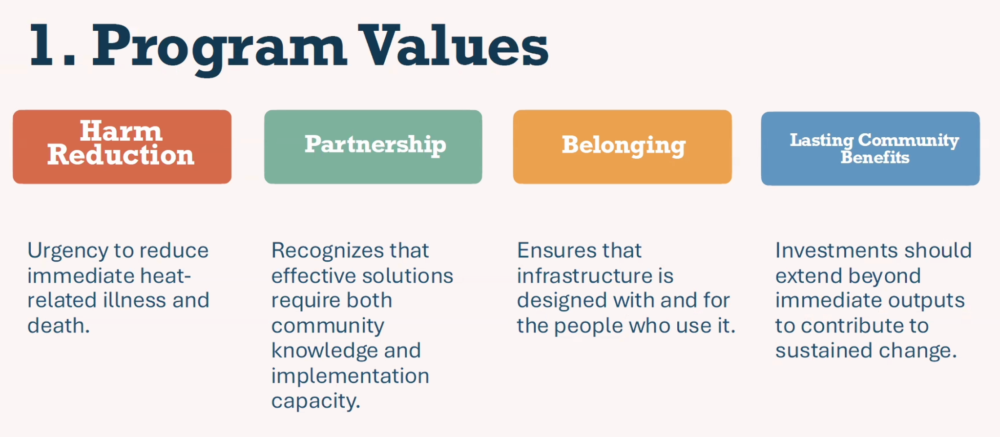 1. Program Values
Harm
Reduction
Partnership
Belonging
Lasting Community
Benefits
Urgency to reduce
immediate heat-
related illness and
death.
Recognizes that
effective solutions
require both
community
knowledge and
implementation
capacity.
Ensures that
infrastructure is
designed with and for
the people who use it.
Investments should
extend beyond
immediate outputs
to contribute to
sustained change.